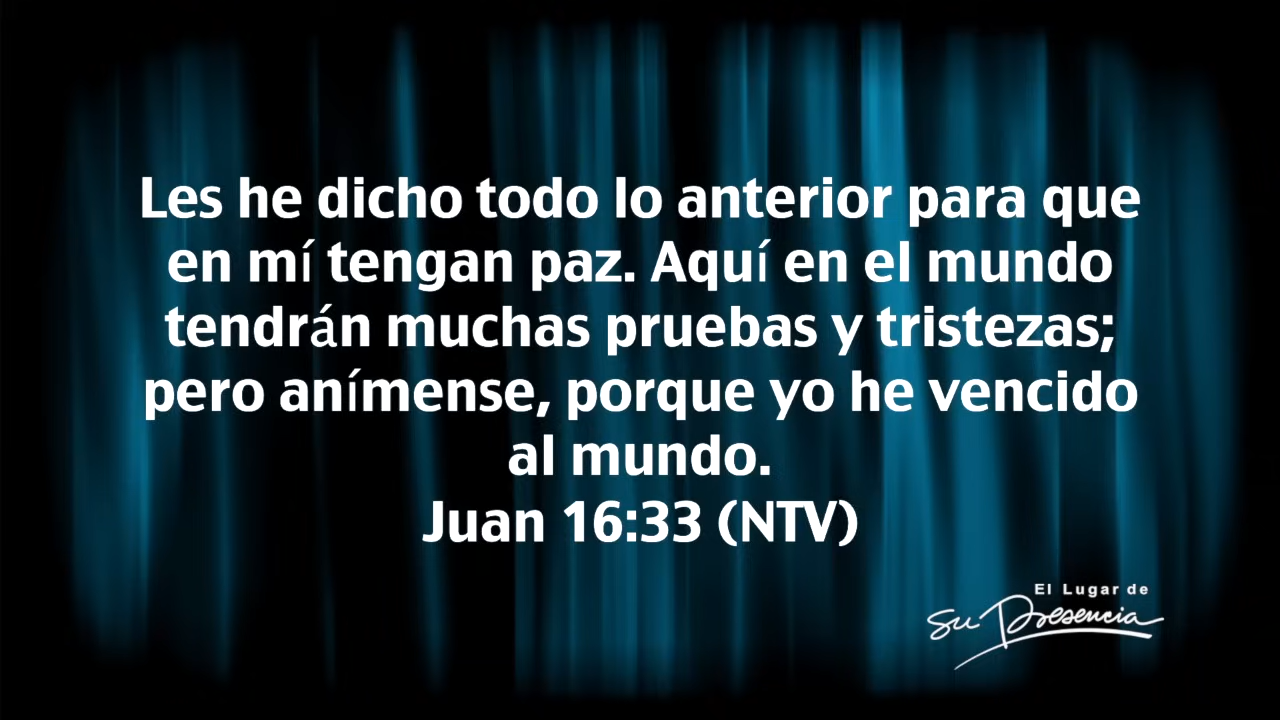 Les he dicho todo lo anterior para que
en mí tengan paz. Aquí en el mundo
tendrán muchas pruebas y tristezas;
pero anímense, porque yo he vencido
al mundo.
Juan 16:33 (NTV)
El Lugar de
Su Presencia